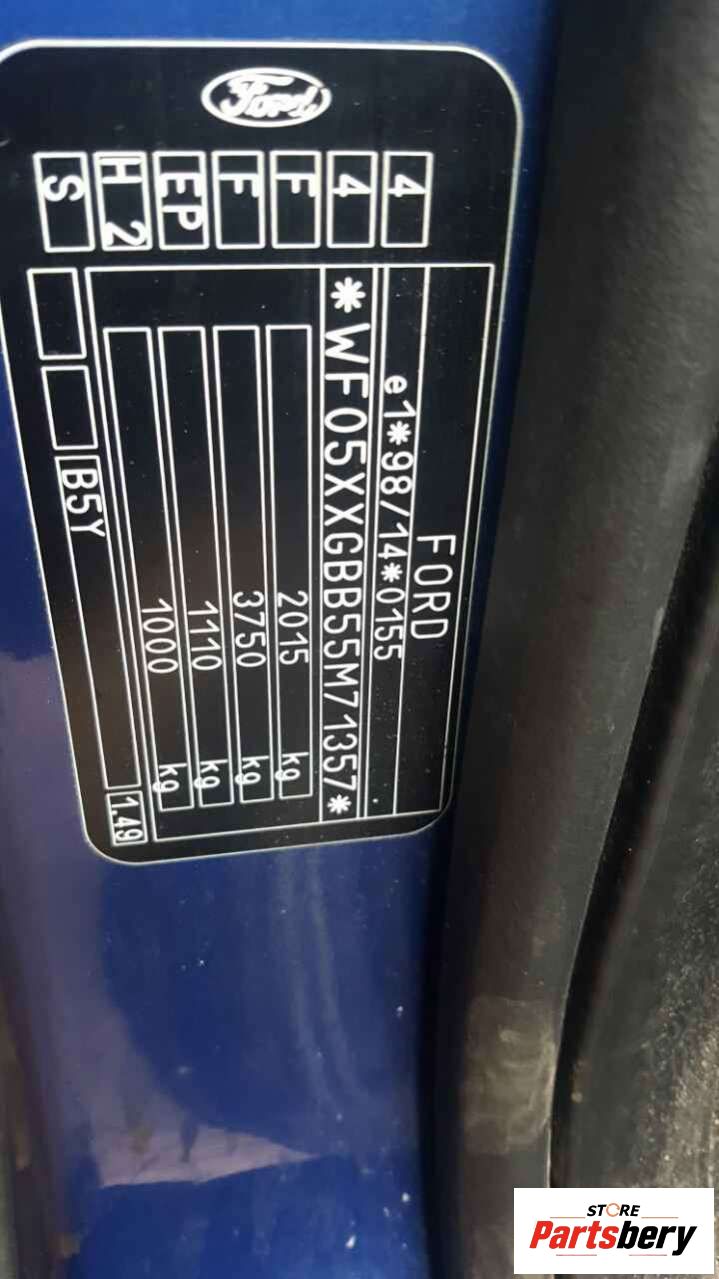 Ford
FORD
e1*98/14*0155
*WF05XXGBB55M71357*
2015 kg
3750 kg
1110 kg
1000 kg
4
4
F
F
EP
H 2
S
B5Y
1.49
STORE
Partsbery